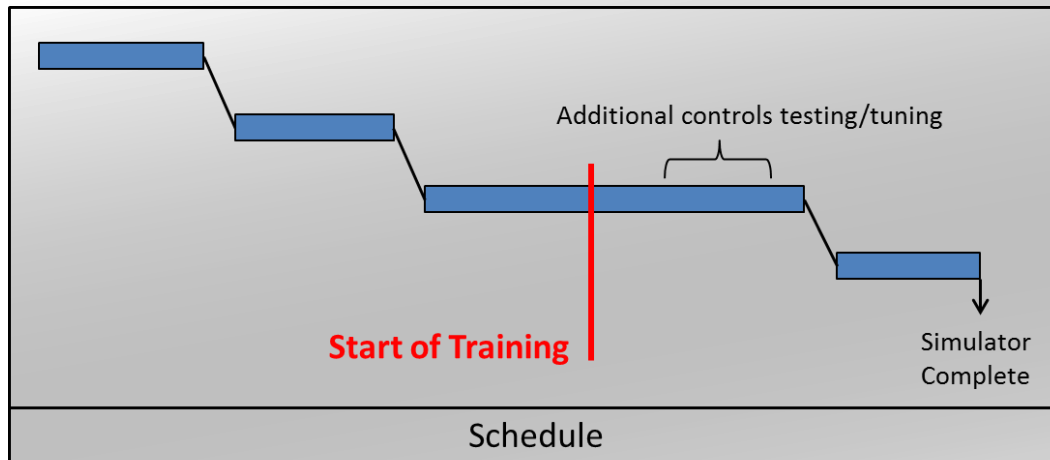 Additional controls testing/tuning
Start of Training
Simulator
Complete
Schedule